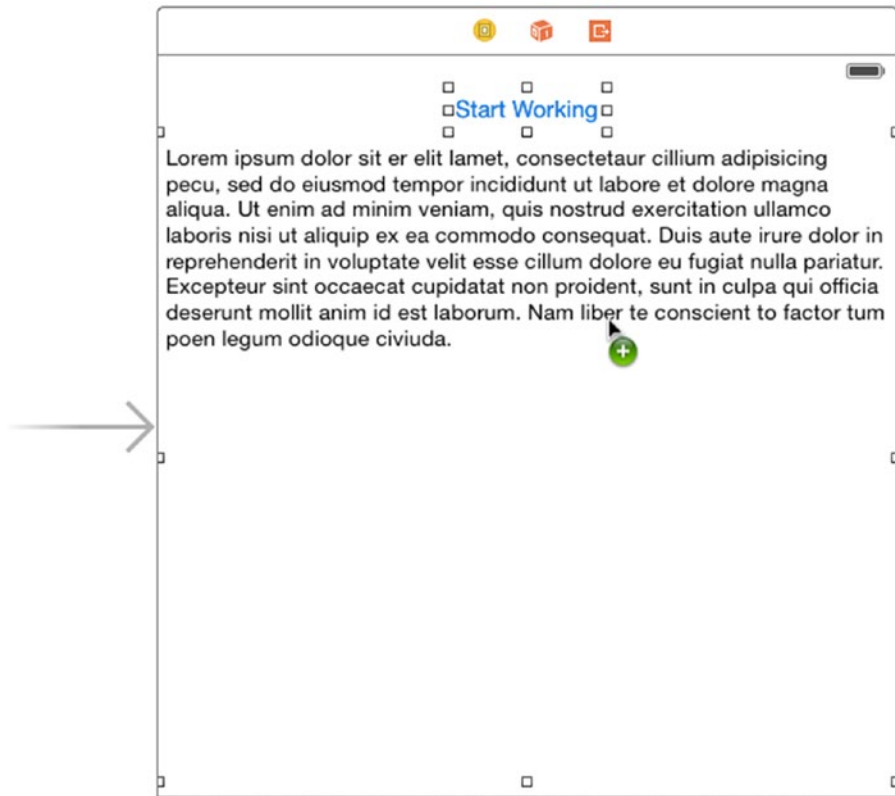 Start Working
Lorem ipsum dolor sit er elit lamet, consectetaur cillium adipisicing
pecu, sed do eiusmod tempor incididunt ut labore et dolore magna
aliqua. Ut enim ad minim veniam, quis nostrud exercitation ullamco
laboris nisi ut aliquip ex ea commodo consequat. Duis aute irure dolor in
reprehenderit in voluptate velit esse cillum dolore eu fugiat nulla pariatur.
Excepteur sint occaecat cupidatat non proident, sunt in culpa qui officia
deserunt mollit anim id est laborum. Nam liber te conscient to factor tum
poen legum odioque civiuda.